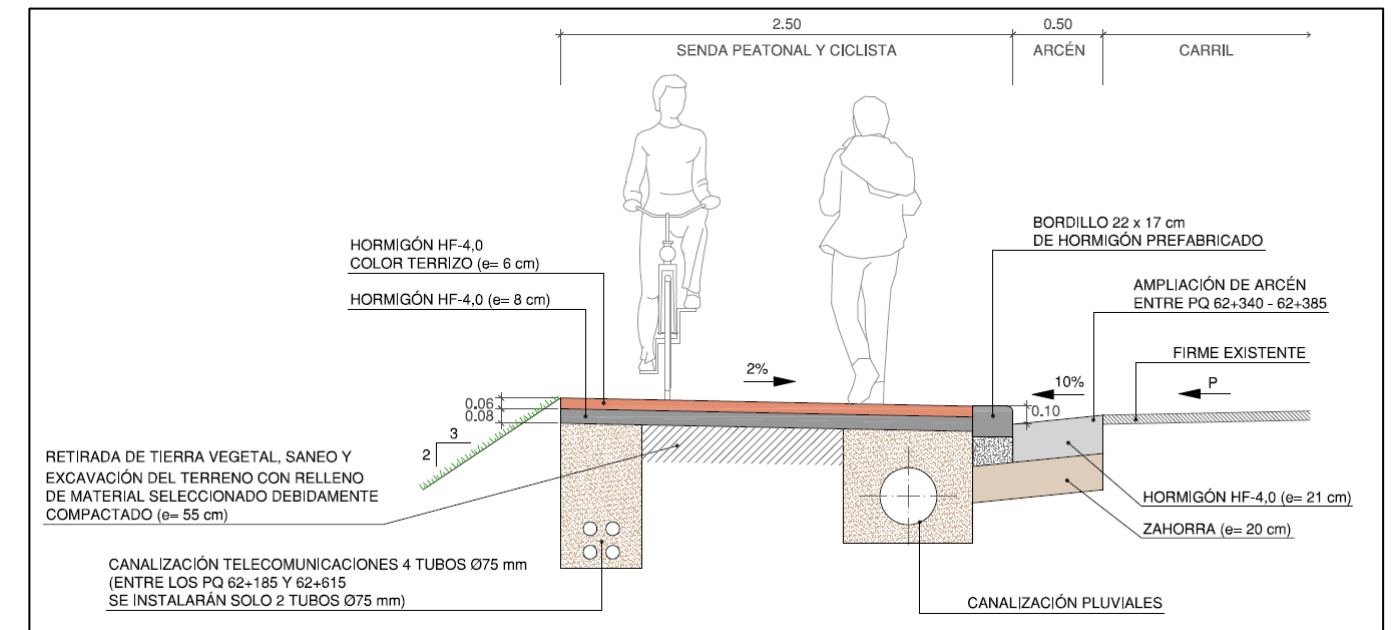 2.50
0.50
SENDA PEATONAL Y CICLISTA
ARCÉN
CARRIL
HORMIGÓN HF-4,0
COLOR TERRIZO (e= 6 cm)
HORMIGÓN HF-4,0 (e= 8 cm)
BORDILLO 22 x 17 cm
DE HORMIGÓN PREFABRICADO
AMPLIACIÓN DE ARCÉN
ENTRE PQ 62+340 - 62+385
FIRME EXISTENTE
2%
10%
P
0.06
0.08
0.10
3
2
RETIRADA DE TIERRA VEGETAL, SANEO Y
EXCAVACIÓN DEL TERRENO CON RELLENO
DE MATERIAL SELECCIONADO DEBIDAMENTE
COMPACTADO (e= 55 cm)
HORMIGÓN HF-4,0 (e= 21 cm)
ZAHORRA (e= 20 cm)
CANALIZACIÓN TELECOMUNICACIONES 4 TUBOS Ø75 mm
(ENTRE LOS PQ 62+185 Y 62+615
SE INSTALARÁN SOLO 2 TUBOS Ø75 mm)
CANALIZACIÓN PLUVIALES